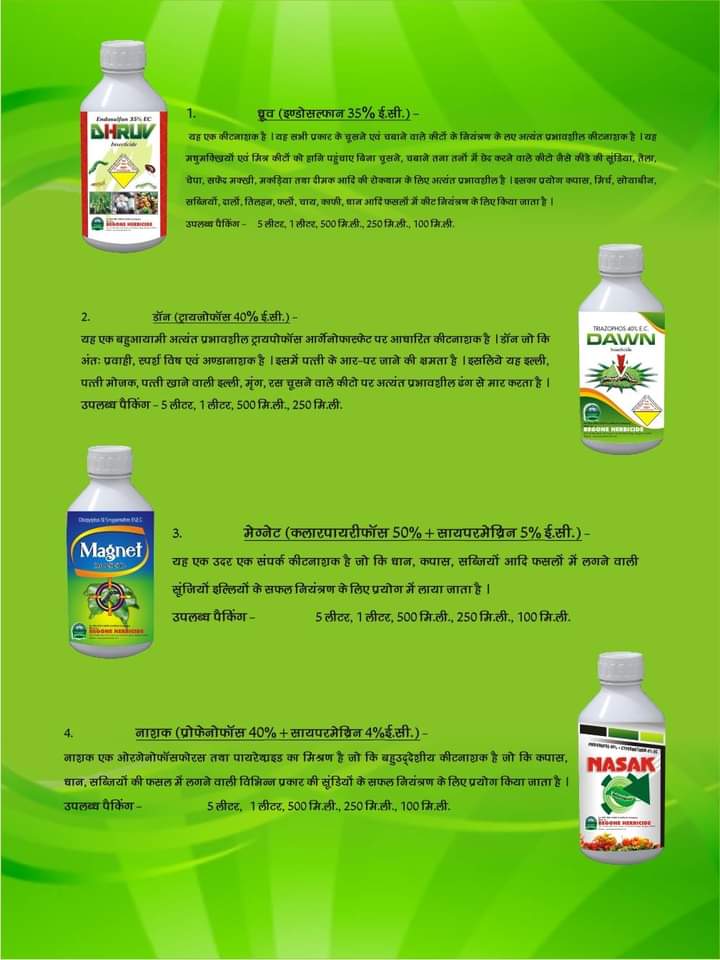 Endosulfan 35% EC
DHRUV
Insecticide
1. ध्रूव (इण्डोसल्फान 35% ई.सी.) –
यह एक कीटनाशक है । यह सभी प्रकार के चूसने एवं चबाने वाले कीटों के नियंत्रण के लए अत्यंत प्रभावशील कीटनाशक है । यह
मधुमक्खियों एवं मित्र कीटों को हानि पहुंचाए बिना चूसने, चबाने तना तनों में छेद करने वाले कीटो जैसे कीडे की सूंडिया, तेला,
चेपा, सफेद मक्खी, मकड़िया तथा दीमक आदि की रोकथाम के लिए अत्यंत प्रभावशील है । इसका प्रयोग कपास, मिर्च, सोयाबीन,
सब्जियों, दालों, तिलहन, फलों, चाय, काफी, धान आदि फसलों में कीट नियंत्रण के लिए किया जाता है ।
उपलब्ध पैकिंग – 5 लीटर, 1 लीटर, 500 मि.ली., 250 मि.ली., 100 मि.ली.
BEGONE HERBICIDE
2. डॉन (ट्रायजोफॉस 40% ई.सी.) –
यह एक बहुआयामी अत्यंत प्रभावशील ट्रायपोफॉस आर्गेनोफास्फेट पर आधारित कीटनाशक है । डॉन जो कि
अंतः प्रवाही, स्पर्श विष एवं अण्डानाशक है । इसमें पत्ती के आर-पर जाने की क्षमता है । इसलिये यह इल्ली,
पत्ती मोजक, पत्ती खाने वाली इल्ली, मृंग, रस चूसने वाले कीटो पर अत्यंत प्रभावशील ढंग से मार करता है ।
उपलब्ध पैकिंग – 5 लीटर, 1 लीटर, 500 मि.ली., 250 मि.ली.
TRIAZOPHOS 40% E.C.
DAWN
Insecticide
BEGONE HERBICIDE
Magnet
Insecticide
BEGONE HERBICIDE
3. मेग्नेट (कलारपायरीफॉस 50% + सायपरमेथ्रिन 5% ई.सी.) –
यह एक उदर एक संपर्क कीटनाशक है जो कि धान, कपास, सब्जियों आदि फसलों में लगने वाली
सूंजियों इल्लियों के सफल नियंत्रण के लिए प्रयोग में लाया जाता है ।
उपलब्ध पैकिंग – 5 लीटर, 1 लीटर, 500 मि.ली., 250 मि.ली., 100 मि.ली.
4. नाशक (प्रोफेनोफॉस 40% + सायपरमेथ्रिन 4%ई.सी.) –
नाशक एक ओरगेनोफॉसफोरस तथा पायरेथ्राइड का मिश्रण है जो कि बहुउद्देशीय कीटनाशक है जो कि कपास,
धान, सब्जियों की फसल में लगने वाली विभिन्न प्रकार की सूंडियों के सफल नियंत्रण के लिए प्रयोग किया जाता है ।
उपलब्ध पैकिंग – 5 लीटर, 1 लीटर, 500 मि.ली., 250 मि.ली., 100 मि.ली.
NASAK
BEGONE HERBICIDE